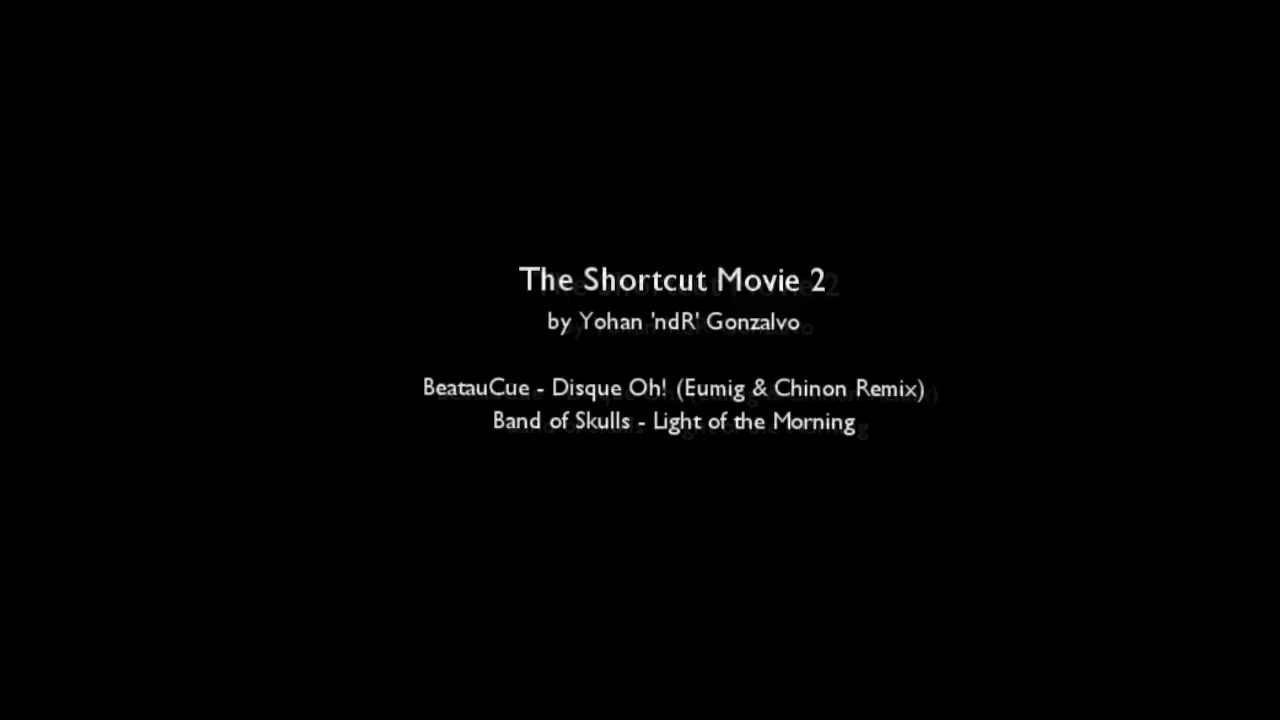 The Shortcut Movie 2
by Yohan 'ndR' Gonzalvo
BeatauCue - Disque Oh! (Eumig & Chinon Remix)
Band of Skulls - Light of the Morning